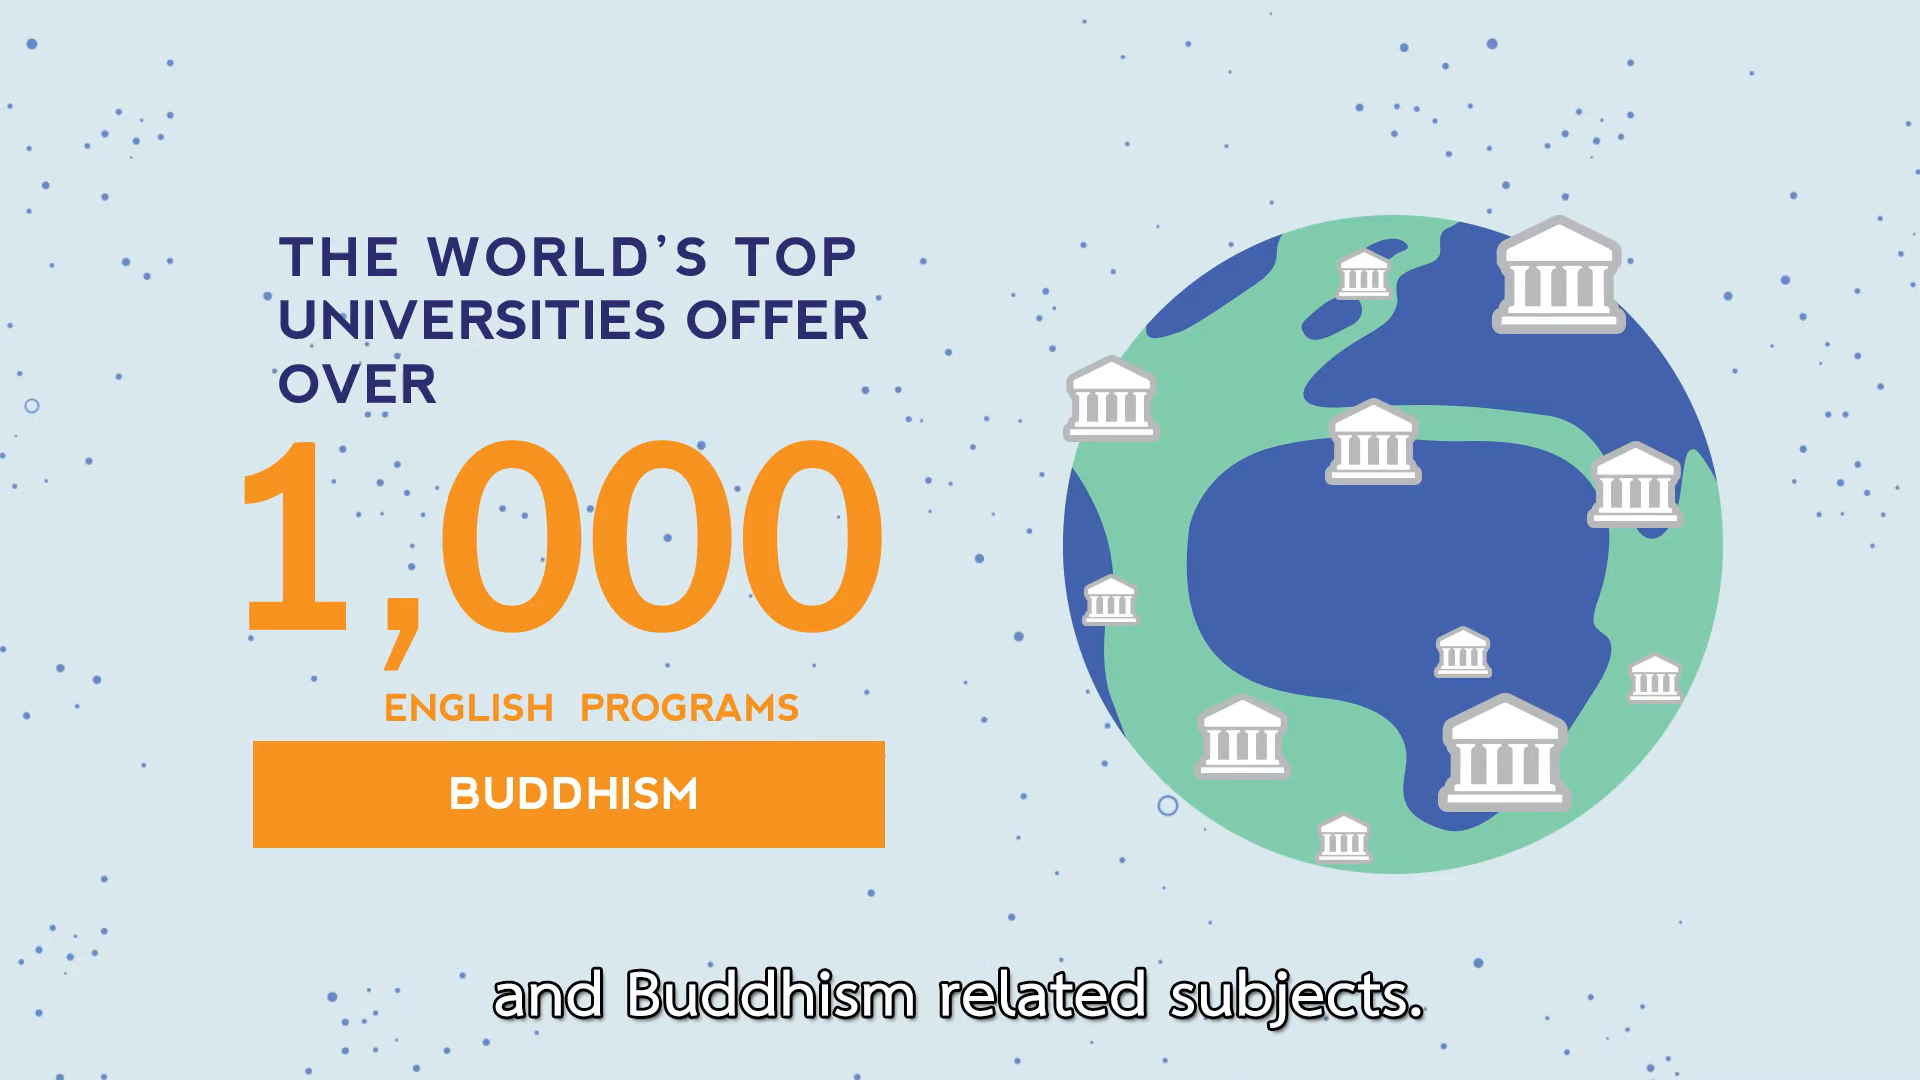 THE WORLD'S TOP
UNIVERSITIES OFFER
OVER
1,000
ENGLISH PROGRAMS
BUDDHISM
and Buddhism related subjects.